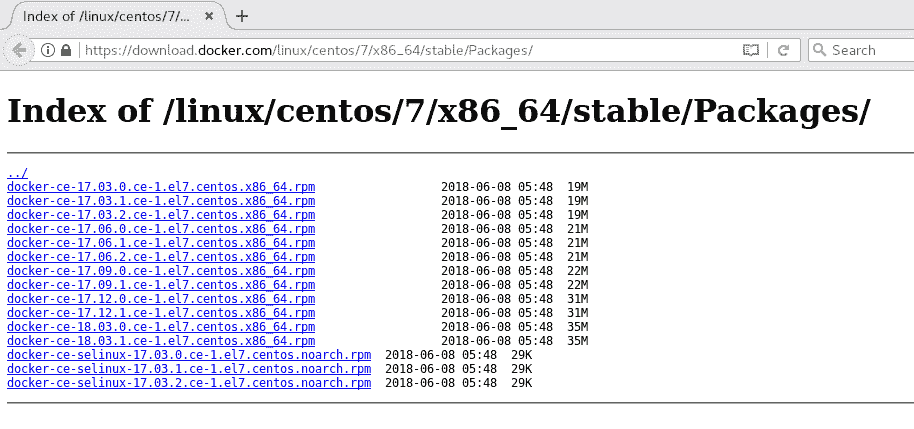 Index of /linux/centos/7/...
https://download.docker.com/linux/centos/7/x86_64/stable/Packages/
Search
Index of /linux/centos/7/x86_64/stable/Packages/
../
docker-ce-17.03.0.ce-1.el7.centos.x86_64.rpm 2018-06-08 05:48 19M
docker-ce-17.03.1.ce-1.el7.centos.x86_64.rpm 2018-06-08 05:48 19M
docker-ce-17.03.2.ce-1.el7.centos.x86_64.rpm 2018-06-08 05:48 19M
docker-ce-17.06.0.ce-1.el7.centos.x86_64.rpm 2018-06-08 05:48 21M
docker-ce-17.06.1.ce-1.el7.centos.x86_64.rpm 2018-06-08 05:48 21M
docker-ce-17.06.2.ce-1.el7.centos.x86_64.rpm 2018-06-08 05:48 21M
docker-ce-17.09.0.ce-1.el7.centos.x86_64.rpm 2018-06-08 05:48 22M
docker-ce-17.09.1.ce-1.el7.centos.x86_64.rpm 2018-06-08 05:48 22M
docker-ce-17.12.0.ce-1.el7.centos.x86_64.rpm 2018-06-08 05:48 31M
docker-ce-17.12.1.ce-1.el7.centos.x86_64.rpm 2018-06-08 05:48 31M
docker-ce-18.03.0.ce-1.el7.centos.x86_64.rpm 2018-06-08 05:48 35M
docker-ce-18.03.1.ce-1.el7.centos.x86_64.rpm 2018-06-08 05:48 35M
docker-ce-selinux-17.03.0.ce-1.el7.centos.noarch.rpm 2018-06-08 05:48 29K
docker-ce-selinux-17.03.1.ce-1.el7.centos.noarch.rpm 2018-06-08 05:48 29K
docker-ce-selinux-17.03.2.ce-1.el7.centos.noarch.rpm 2018-06-08 05:48 29K